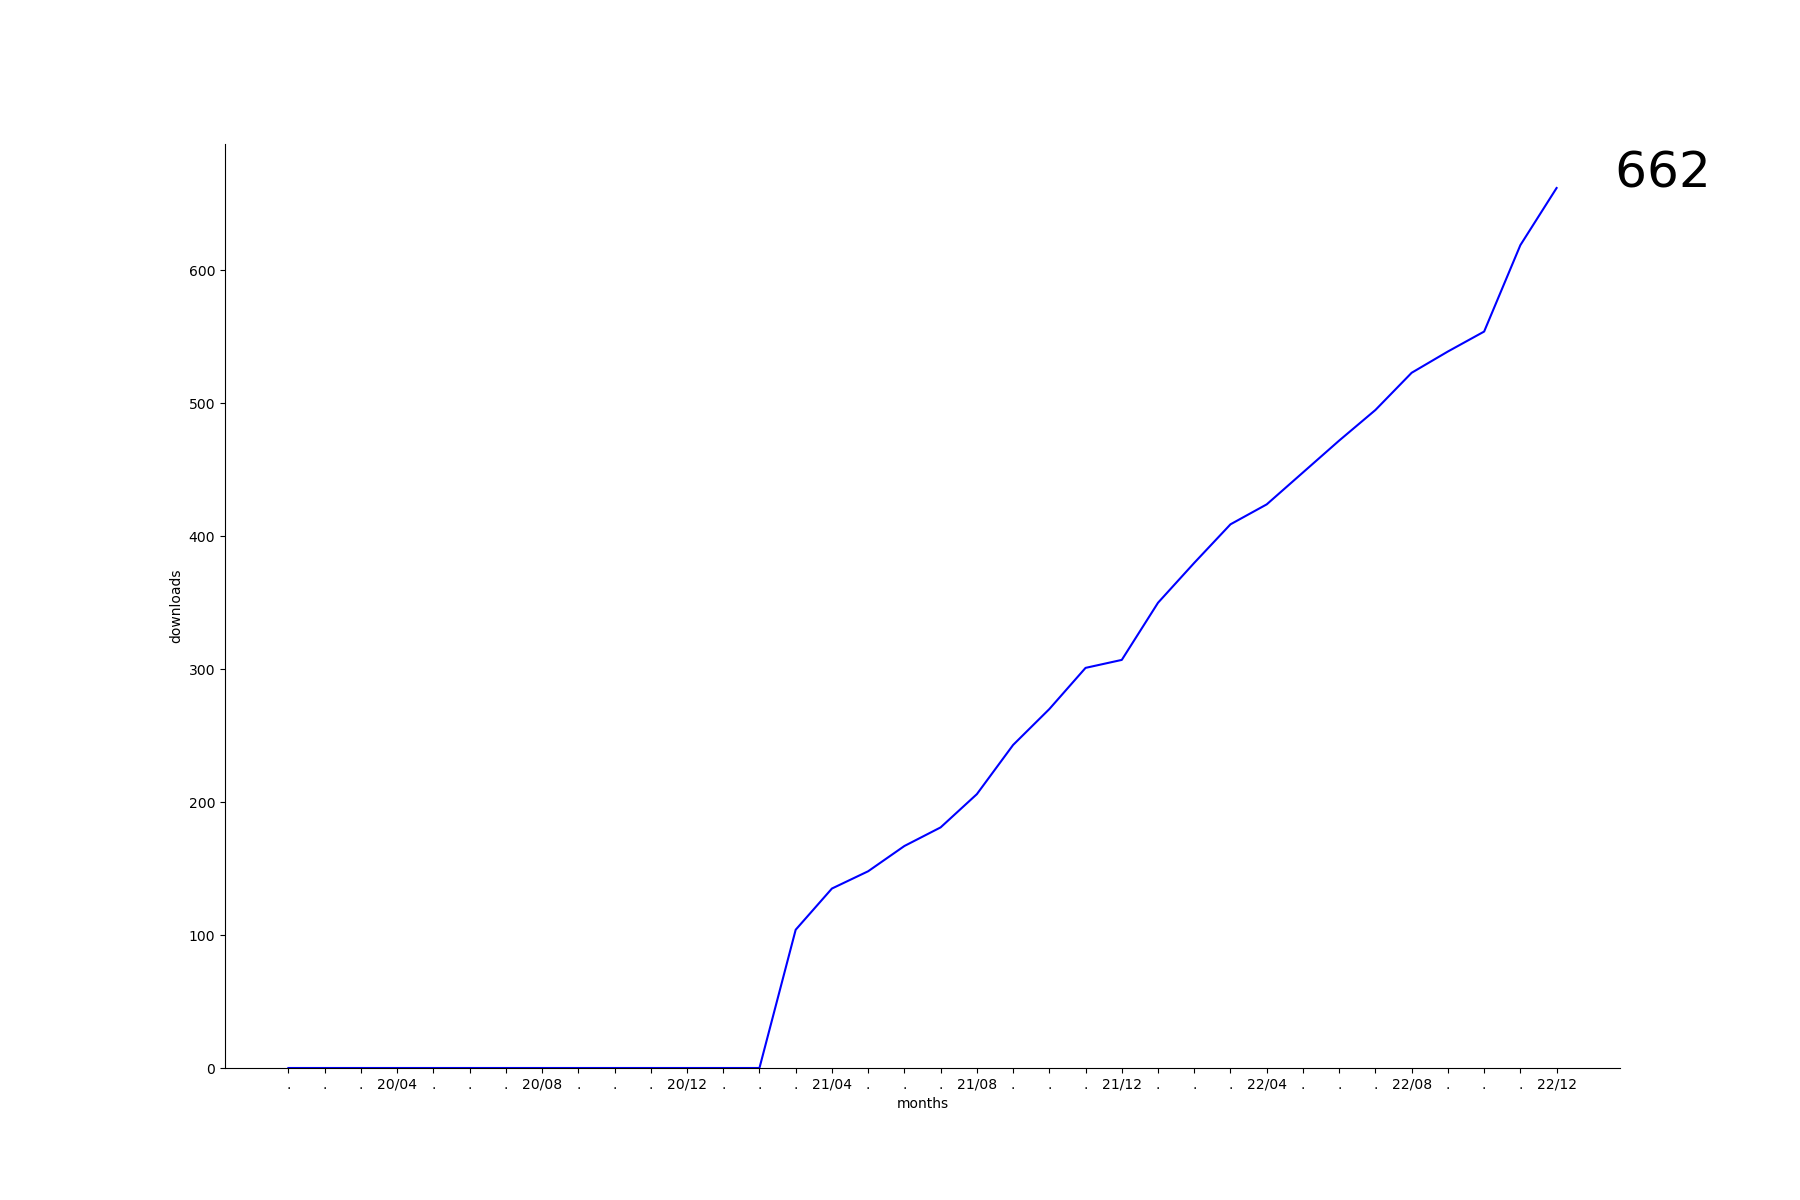 662
600
500
400
300
200
100
0
downloads
. . . 20/04 . . . 20/08 . . . 20/12 . . . 21/04 . . . 21/08 . . . 21/12 . . . 22/04 . . . 22/08 . . . 22/12
months